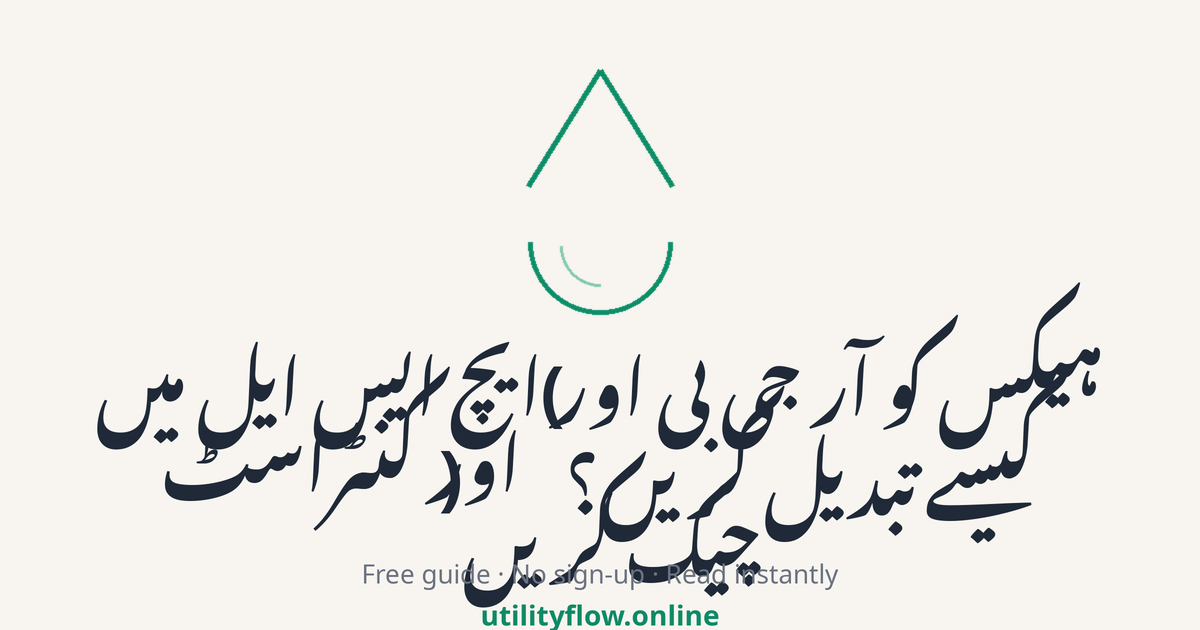 ہیکس کو آر جی بی اور) ایچ ایس ایل میں
کیسے تبدیل کریں؟ اور( کنٹراسٹ
چیک کریں
Free guide · No sign-up · Read instantly
utilityflow.online